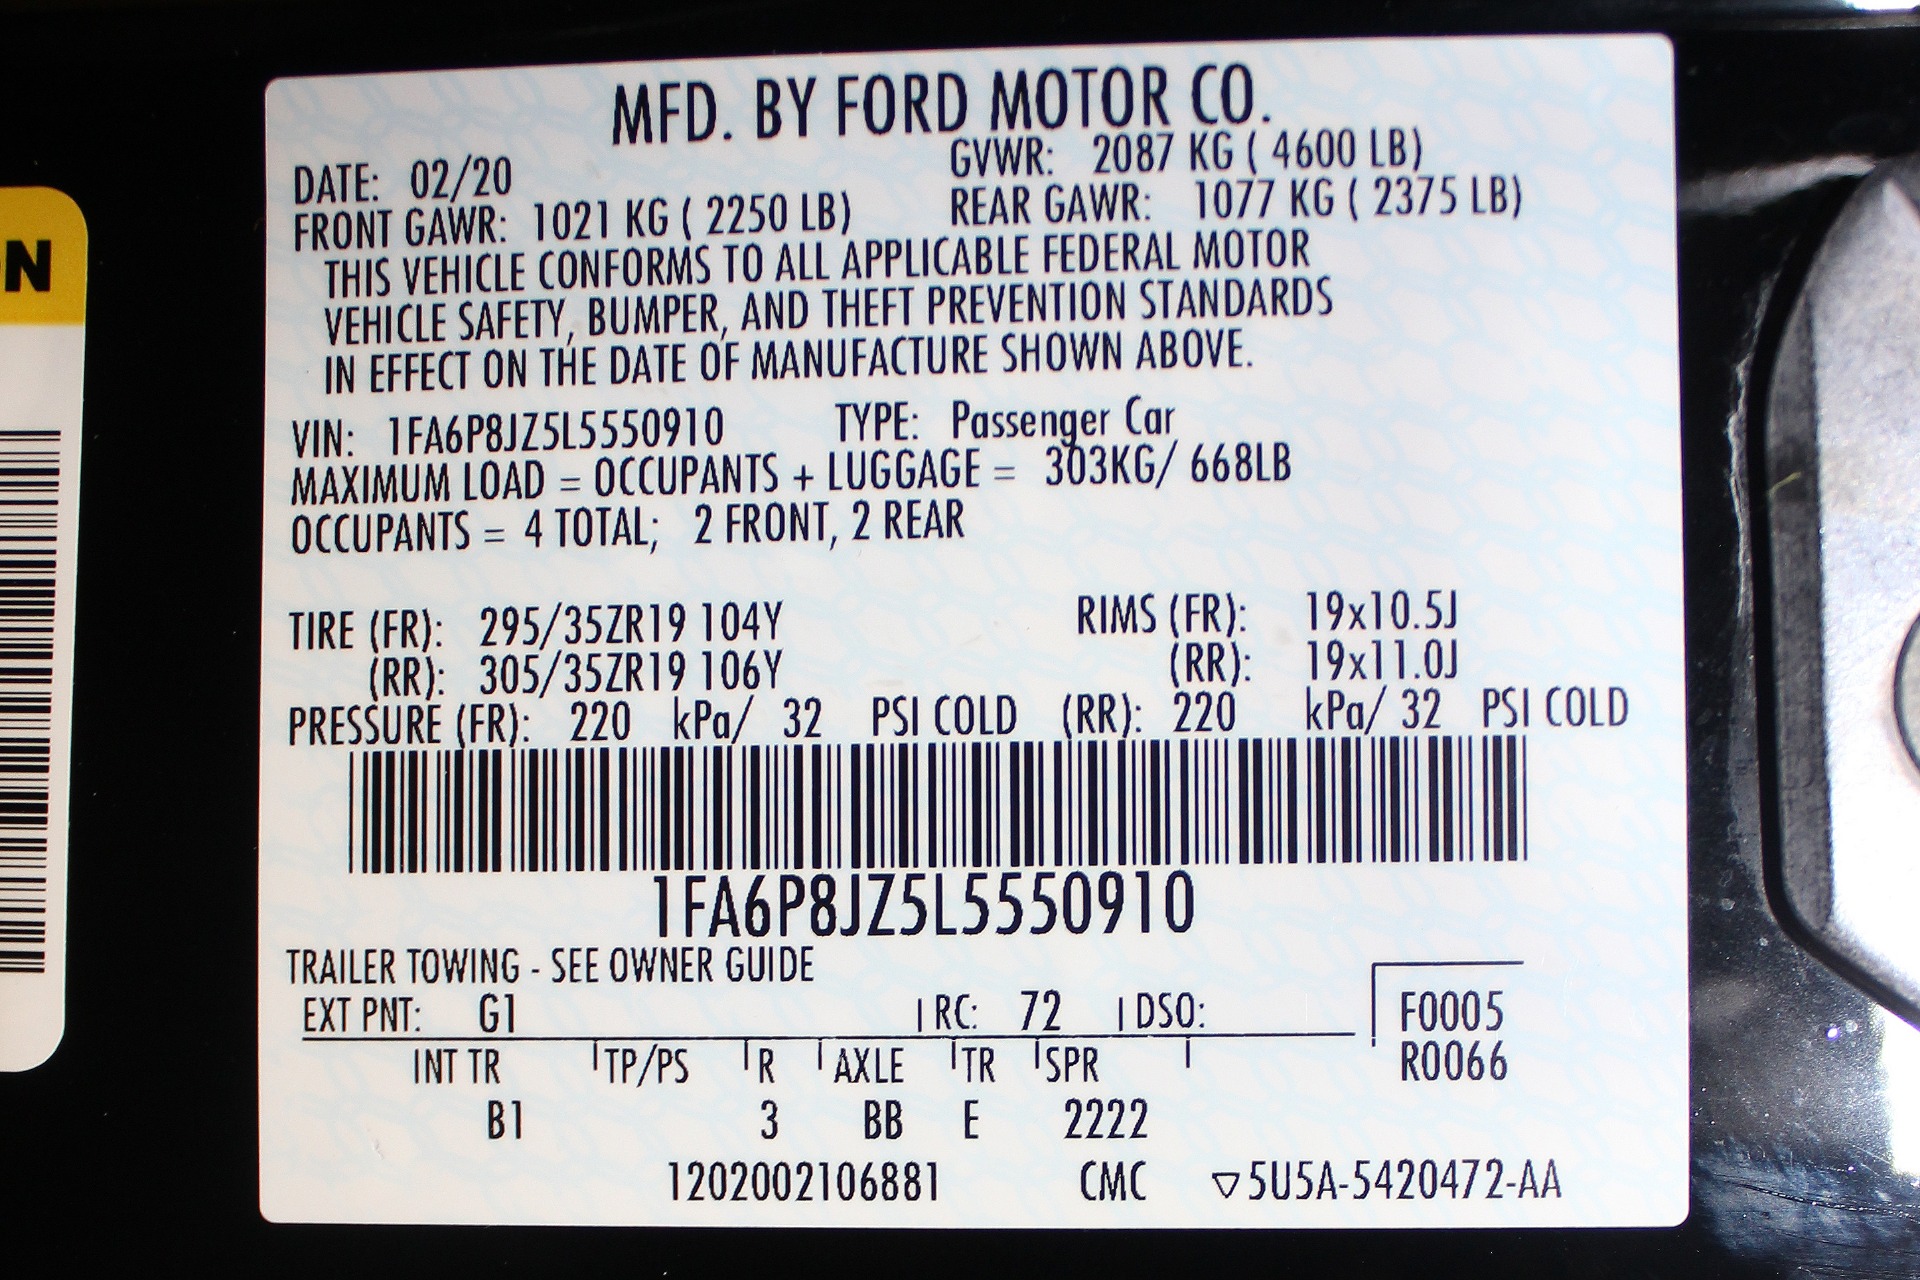 MFD. BY FORD MOTOR CO.
DATE: 02/20 GVWR: 2087 KG ( 4600 LB)
FRONT GAWR: 1021 KG ( 2250 LB) REAR GAWR: 1077 KG ( 2375 LB)
THIS VEHICLE CONFORMS TO ALL APPLICABLE FEDERAL MOTOR
VEHICLE SAFETY, BUMPER, AND THEFT PREVENTION STANDARDS
IN EFFECT ON THE DATE OF MANUFACTURE SHOWN ABOVE.
VIN: 1FA6P8JZ5L5550910 TYPE: Passenger Car
MAXIMUM LOAD = OCCUPANTS + LUGGAGE = 303KG/ 668LB
OCCUPANTS = 4 TOTAL; 2 FRONT, 2 REAR
TIRE (FR): 295/35ZR19 104Y RIMS (FR): 19x10.5J
(RR): 305/35ZR19 106Y (RR): 19x11.0J
PRESSURE (FR): 220 kPa/ 32 PSI COLD (RR): 220 kPa/ 32 PSI COLD
1FA6P8JZ5L5550910
TRAILER TOWING - SEE OWNER GUIDE
EXT PNT: G1 RC: 72 DSO: F0005
INT TR TP/PS R AXLE TR SPR R0066
B1 3 BB E 2222
1202002106881 CMC ▽5U5A-5420472-AA